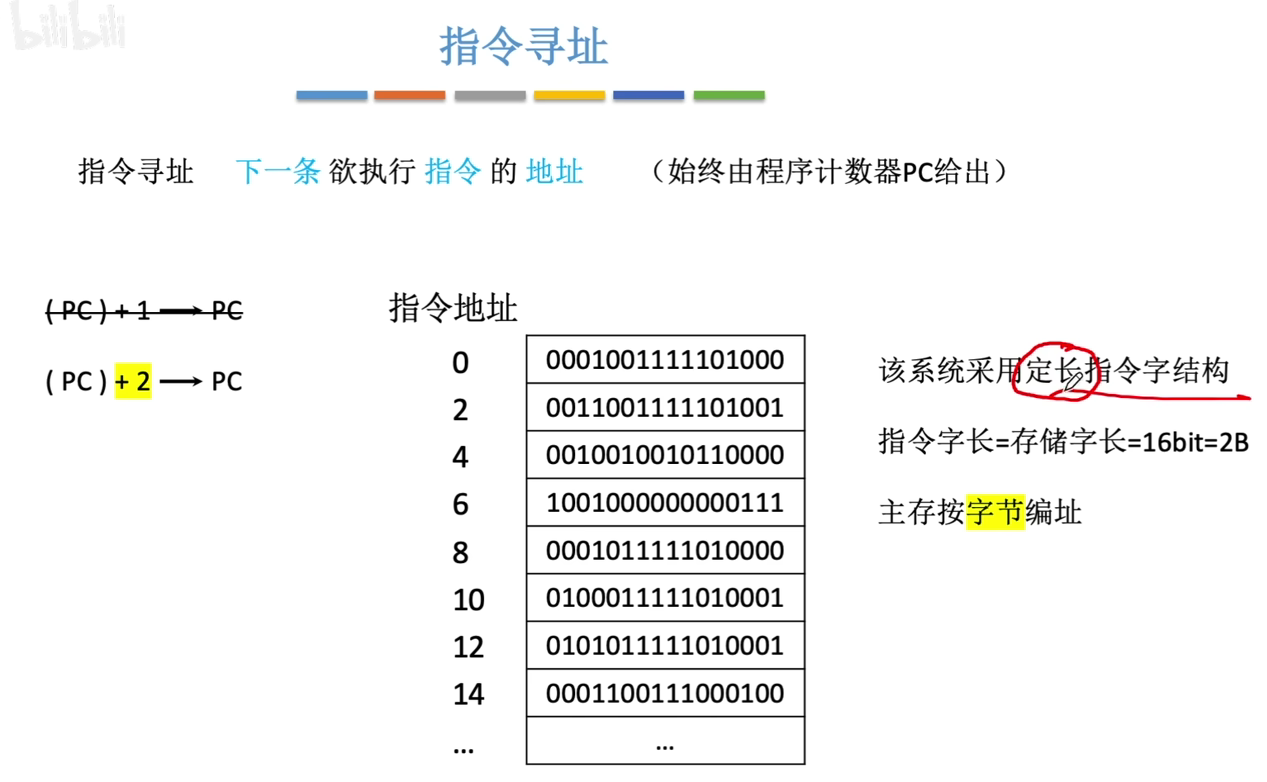 bilibili
指令寻址
指令寻址 下一条 欲执行 指令 的 地址 （始终由程序计数器PC给出）
( PC ) + 1 → PC
( PC ) + 2 → PC
指令地址
0 0001001111101000
2 0011001111101001
4 0010010010110000
6 1001000000000111
8 0001011111010000
10 0100011111010001
12 0101011111010001
14 0001100111000100
... ...
该系统采用定长指令字结构
指令字长=存储字长=16bit=2B
主存按字节编址